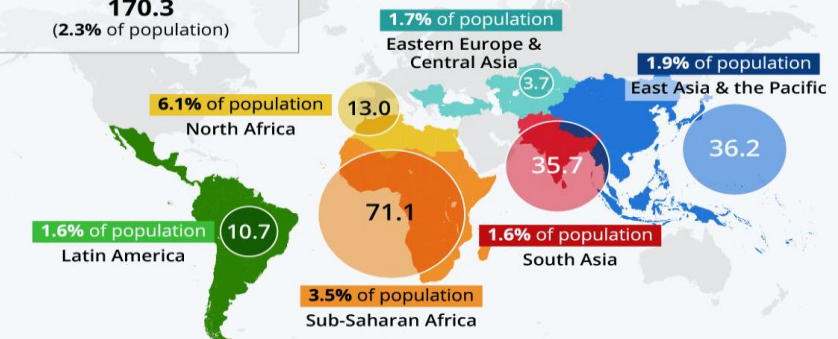 170.3
(2.3% of population)
1.7% of population
Eastern Europe &
Central Asia
3.7
1.9% of population
East Asia & the Pacific
36.2
6.1% of population
North Africa
13.0
35.7
1.6% of population
South Asia
71.1
3.5% of population
Sub-Saharan Africa
1.6% of population
Latin America
10.7